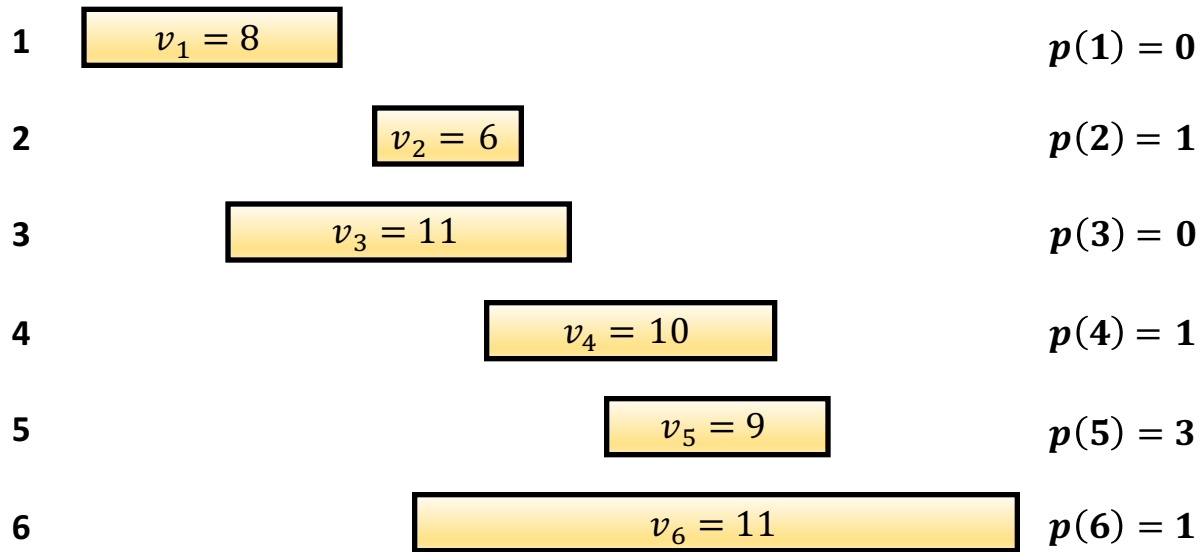 1 v₁ = 8 p(1) = 0
2 v₂ = 6 p(2) = 1
3 v₃ = 11 p(3) = 0
4 v₄ = 10 p(4) = 1
5 v₅ = 9 p(5) = 3
6 v₆ = 11 p(6) = 1